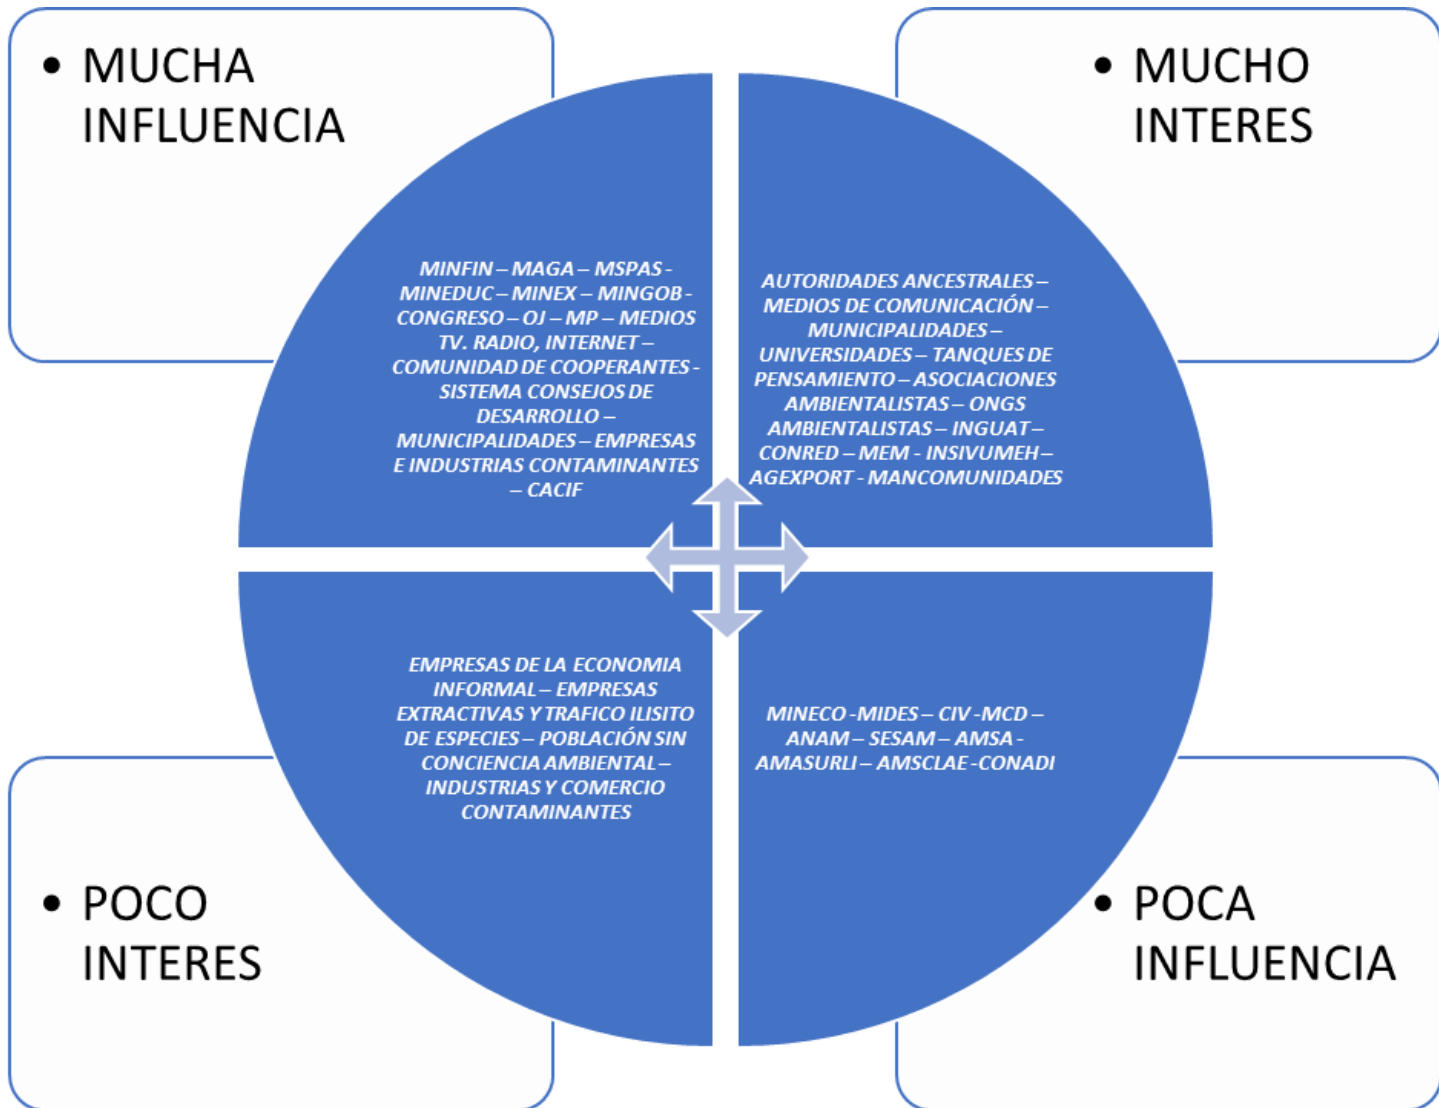 • MUCHA
INFLUENCIA
• MUCHO
INTERES
MINFIN – MAGA – MSPAS -
MINEDUC – MINEX – MINGOB -
CONGRESO – OJ – MP – MEDIOS
TV. RADIO, INTERNET –
COMUNIDAD DE COOPERANTES -
SISTEMA CONSEJOS DE
DESARROLLO –
MUNICIPALIDADES – EMPRESAS
E INDUSTRIAS CONTAMINANTES
– CACIF
AUTORIDADES ANCESTRALES –
MEDIOS DE COMUNICACIÓN –
MUNICIPALIDADES –
UNIVERSIDADES – TANQUES DE
PENSAMIENTO – ASOCIACIONES
AMBIENTALISTAS – ONGS
AMBIENTALISTAS – INGUAT –
CONRED – MEM - INSIVUMEH –
AGEXPORT - MANCOMUNIDADES
EMPRESAS DE LA ECONOMIA
INFORMAL – EMPRESAS
EXTRACTIVAS Y TRAFICO ILISITO
DE ESPECIES – POBLACIÓN SIN
CONCIENCIA AMBIENTAL –
INDUSTRIAS Y COMERCIO
CONTAMINANTES
MINECO -MIDES – CIV -MCD –
ANAM – SESAM – AMSA -
AMASURLI – AMSCLAE -CONADI
• POCO
INTERES
• POCA
INFLUENCIA